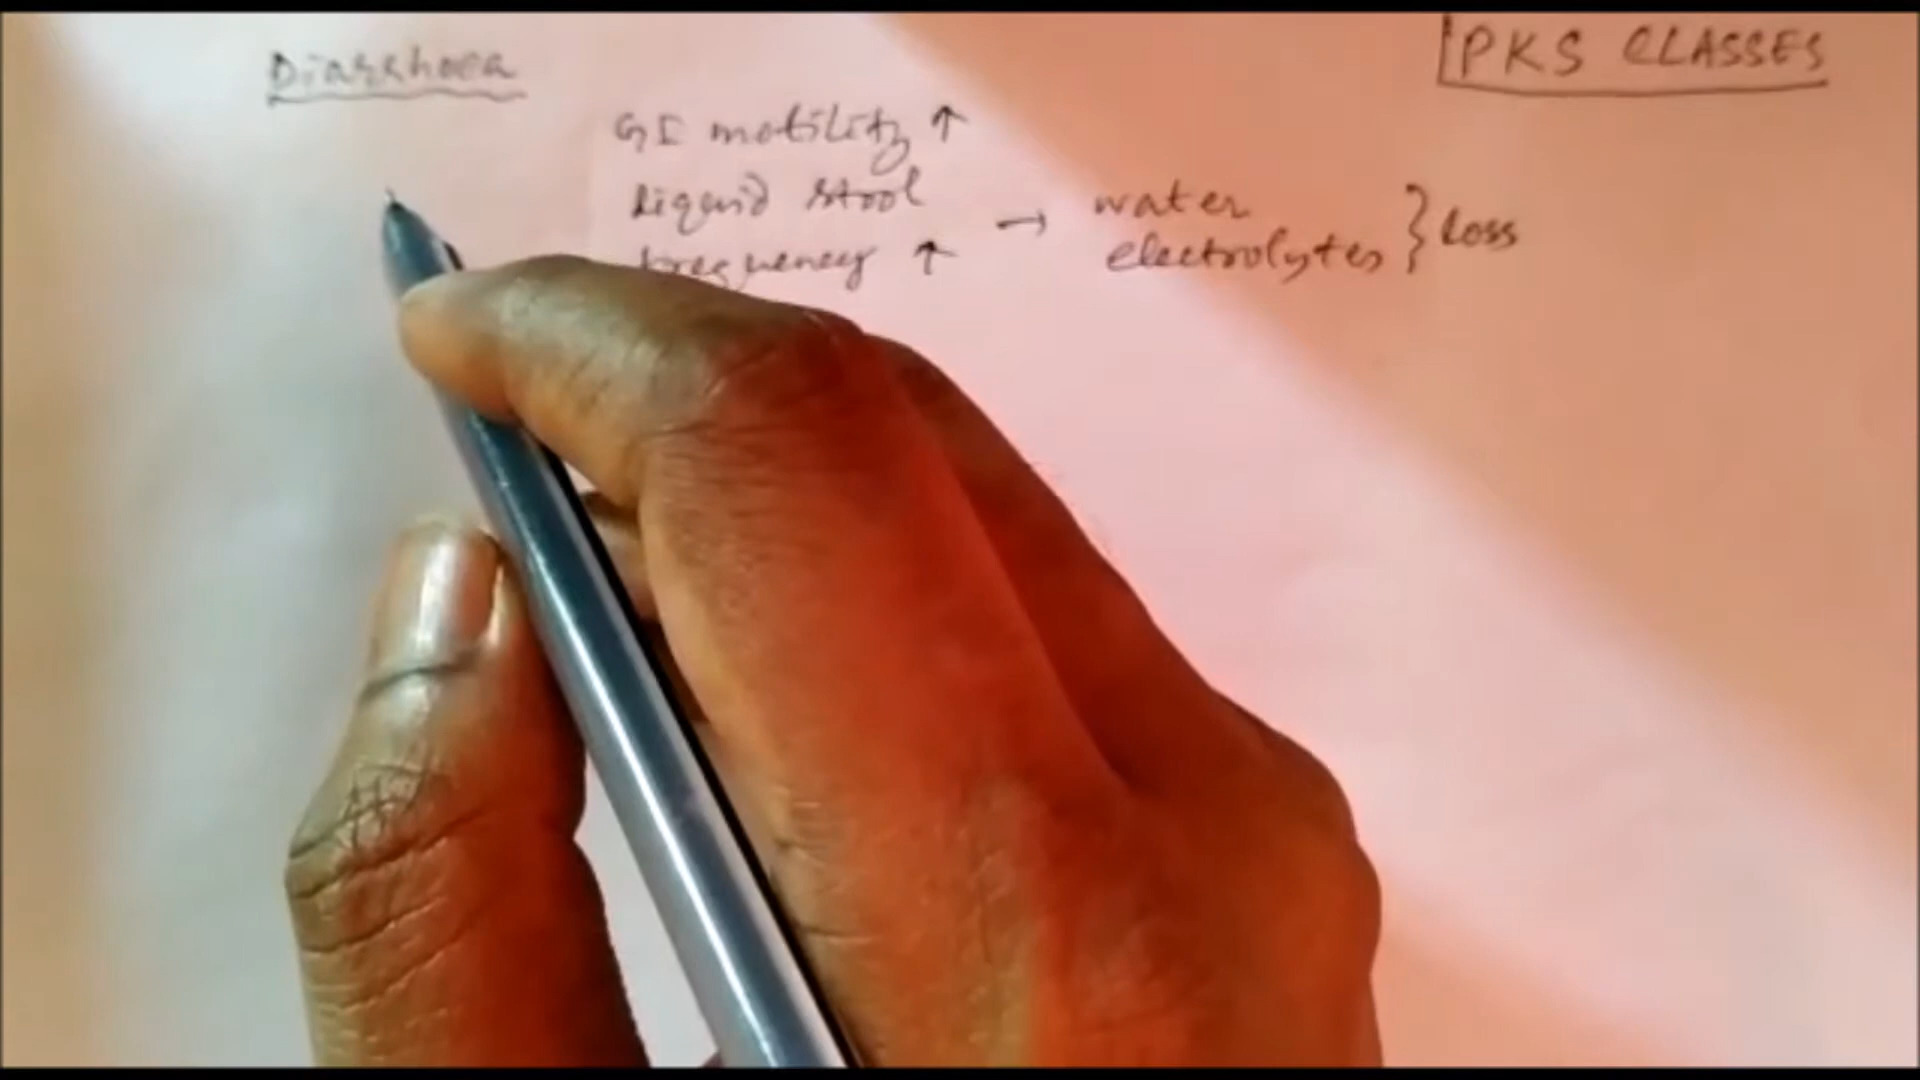 Diarrhoea
PKS CLASSES
GI motility ↑
Liquid stool
frequency ↑
→ water
electrolytes } Loss